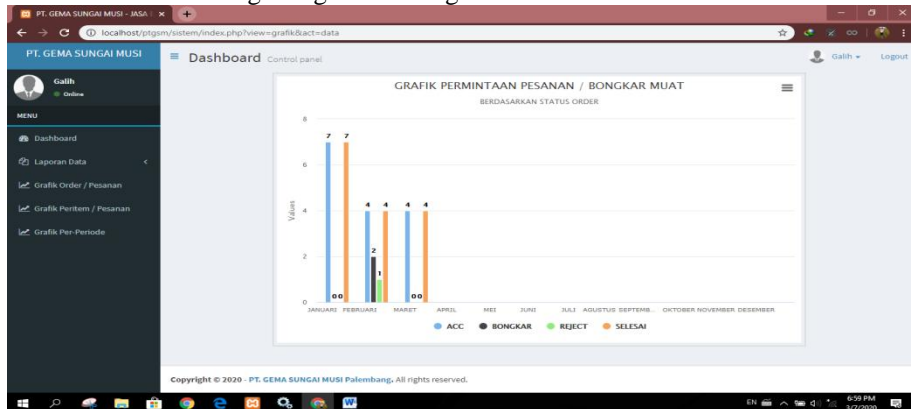 PT. GEMA SUNGAI MUSI - JASA
localhost/ptgsm/sistem/index.php?view=grafik&act=data
PT. GEMA SUNGAI MUSI
Dashboard Control panel
Galih
Logout
Galih
Online
MENU
Dashboard
Laporan Data
Grafik Order / Pesanan
Grafik Peritem / Pesanan
Grafik Per-Periode
GRAFIK PERMINTAAN PESANAN / BONGKAR MUAT
BERDASARKAN STATUS ORDER
Values
8
6
4
2
0
7 0 0 7
4 2 1 4
4 0 0 4
JANUARI FEBRUARI MARET APRIL MEI JUNI JULI AGUSTUS SEPTEMB... OKTOBER NOVEMBER DESEMBER
ACC BONGKAR REJECT SELESAI
Copyright © 2020 - PT. GEMA SUNGAI MUSI Palembang. All rights reserved.
EN
6:59 PM
3/7/2020